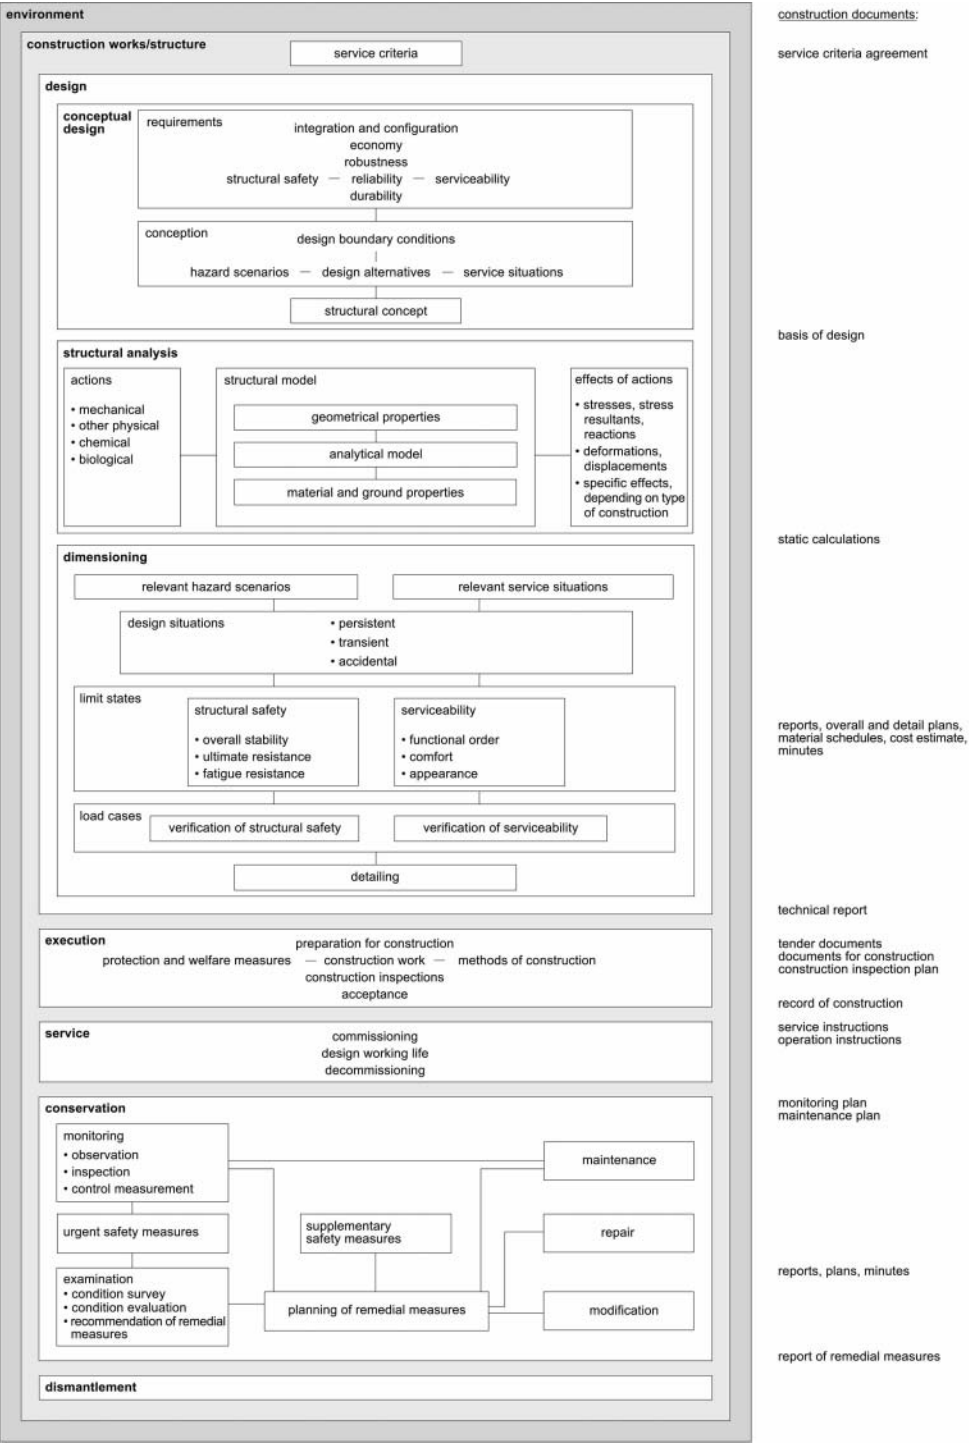 environment
construction documents:
construction works/structure
service criteria
service criteria agreement
design
conceptual
design
requirements
integration and configuration
economy
robustness
structural safety — reliability — serviceability
durability
conception
design boundary conditions
hazard scenarios — design alternatives — service situations
structural concept
basis of design
structural analysis
actions
• mechanical
• other physical
• chemical
• biological
structural model
geometrical properties
analytical model
material and ground properties
effects of actions
• stresses, stress
resultants,
reactions
• deformations,
displacements
• specific effects,
depending on type
of construction
static calculations
dimensioning
relevant hazard scenarios
relevant service situations
design situations
• persistent
• transient
• accidental
limit states
structural safety
• overall stability
• ultimate resistance
• fatigue resistance
serviceability
• functional order
• comfort
• appearance
reports, overall and detail plans,
material schedules, cost estimate,
minutes
load cases
verification of structural safety
verification of serviceability
detailing
technical report
execution
preparation for construction
protection and welfare measures — construction work — methods of construction
construction inspections
acceptance
tender documents
documents for construction
construction inspection plan
record of construction
service
commissioning
design working life
decommissioning
service instructions
operation instructions
conservation
monitoring plan
maintenance plan
monitoring
• observation
• inspection
• control measurement
maintenance
urgent safety measures
supplementary
safety measures
repair
examination
• condition survey
• condition evaluation
• recommendation of remedial
measures
planning of remedial measures
modification
reports, plans, minutes
report of remedial measures
dismantlement